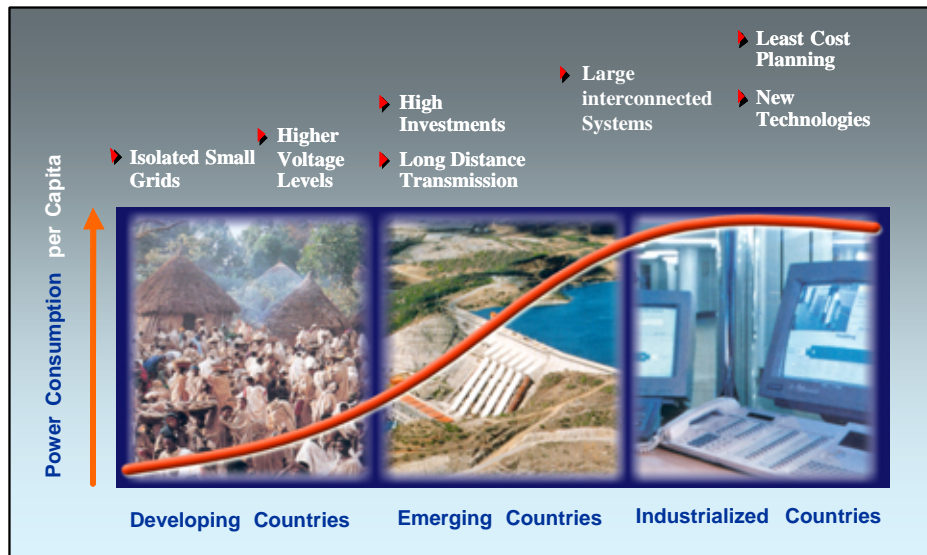 Least Cost
Planning
New
Technologies
Large
interconnected
Systems
High
Investments
Long Distance
Transmission
Higher
Voltage
Levels
Isolated Small
Grids
Power Consumption per Capita
Developing Countries
Emerging Countries
Industrialized Countries